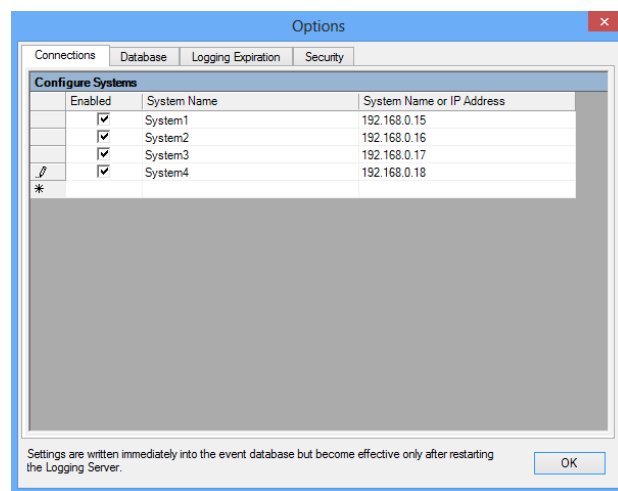 Options
Connections Database Logging Expiration Security
Configure Systems
Enabled System Name System Name or IP Address
System1 192.168.0.15
System2 192.168.0.16
System3 192.168.0.17
System4 192.168.0.18
Settings are written immediately into the event database but become effective only after restarting
the Logging Server.
OK